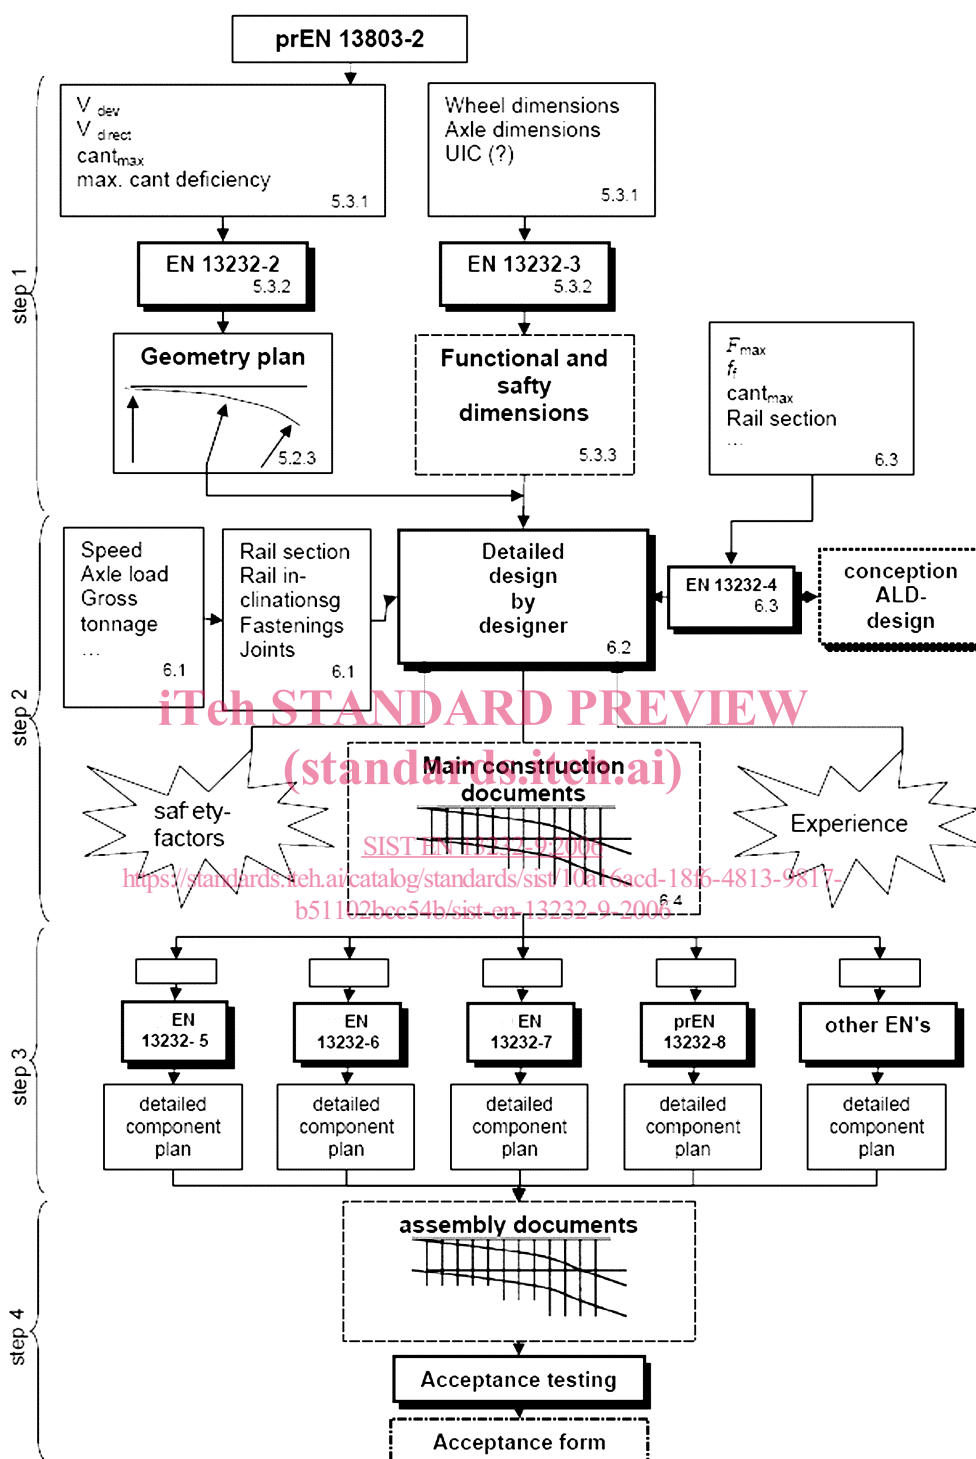 prEN 13803-2
V dev
V direct
cantmax
max. cant deficiency
5.3.1
Wheel dimensions
Axle dimensions
UIC (?)
5.3.1
step 1
EN 13232-2
5.3.2
EN 13232-3
5.3.2
Geometry plan
5.2.3
Functional and
safty
dimensions
5.3.3
Fmax
ff
cantmax
Rail section
...
6.3
step 2
Speed
Axle load
Gross
tonnage
...
6.1
Rail section
Rail in-
clinationsg
Fastenings
Joints
6.1
Detailed
design
by
designer
6.2
EN 13232-4
6.3
conception
ALD-
design
iTeh STANDARD PREVIEW
(standards.iteh.ai)
Main construction
documents
6.4
saf ety-
factors
Experience
SIST EN 13232-9:2006
https://standards.iteh.ai/catalog/standards/sist/10a16acd-18f6-4813-9817-
b51102bcc54b/sist-en-13232-9-2006
step 3
EN
13232- 5
EN
13232-6
EN
13232-7
prEN
13232-8
other EN's
detailed
component
plan
detailed
component
plan
detailed
component
plan
detailed
component
plan
detailed
component
plan
step 4
assembly documents
Acceptance testing
Acceptance form